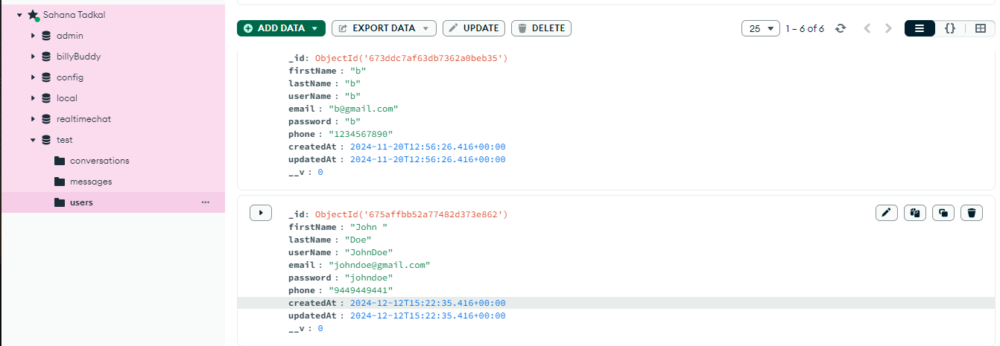 Sahana Tadkal
admin
billyBuddy
config
local
realtimechat
test
conversations
messages
users
ADD DATA EXPORT DATA UPDATE DELETE 25 1 – 6 of 6 {}
_id: ObjectId('673ddc7af63db7362a0beb35')
firstName : "b"
lastName : "b"
userName : "b"
email : "b@gmail.com"
password : "b"
phone : "1234567890"
createdAt : 2024-11-20T12:56:26.416+00:00
updatedAt : 2024-11-20T12:56:26.416+00:00
__v : 0
_id: ObjectId('675affbb52a77482d373e862')
firstName : "John "
lastName : "Doe"
userName : "JohnDoe"
email : "johndoe@gmail.com"
password : "johndoe"
phone : "9449449441"
createdAt : 2024-12-12T15:22:35.416+00:00
updatedAt : 2024-12-12T15:22:35.416+00:00
__v : 0